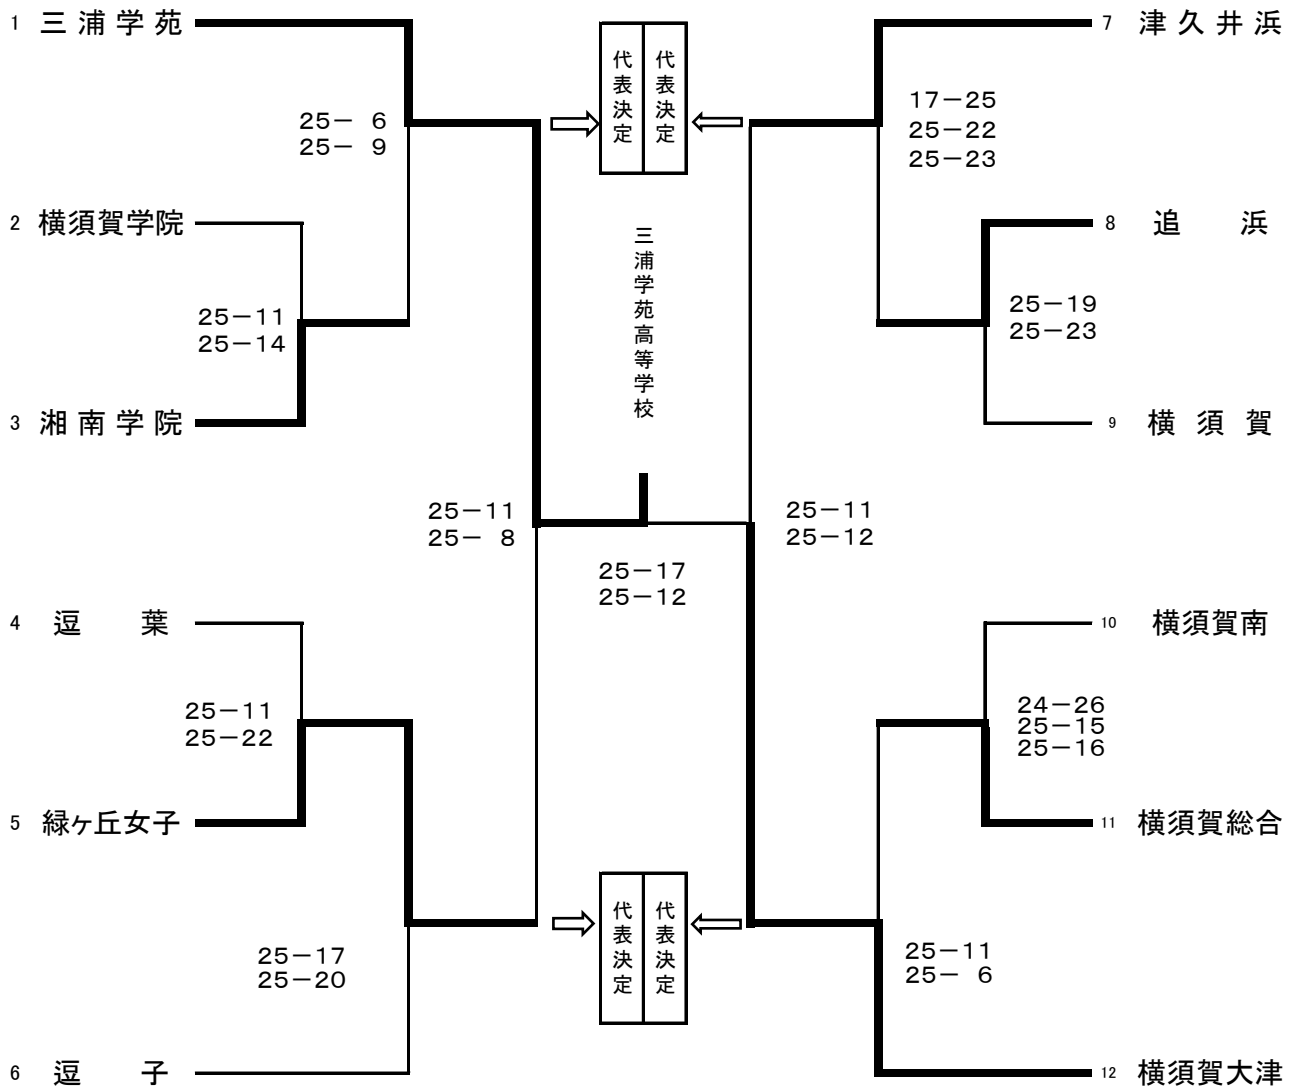 1 三浦学苑
25－ 6
25－ 9
2 横須賀学院
25－11
25－14
3 湘南学院
25－11
25－ 8
4 逗 葉
25－11
25－22
5 緑ヶ丘女子
25－17
25－20
6 逗 子
代表決定
代表決定
三浦学苑高等学校
25－17
25－12
代表決定
代表決定
7 津久井浜
17－25
25－22
25－23
8 追 浜
25－19
25－23
9 横須賀
25－11
25－12
10 横須賀南
24－26
25－15
25－16
11 横須賀総合
25－11
25－ 6
12 横須賀大津